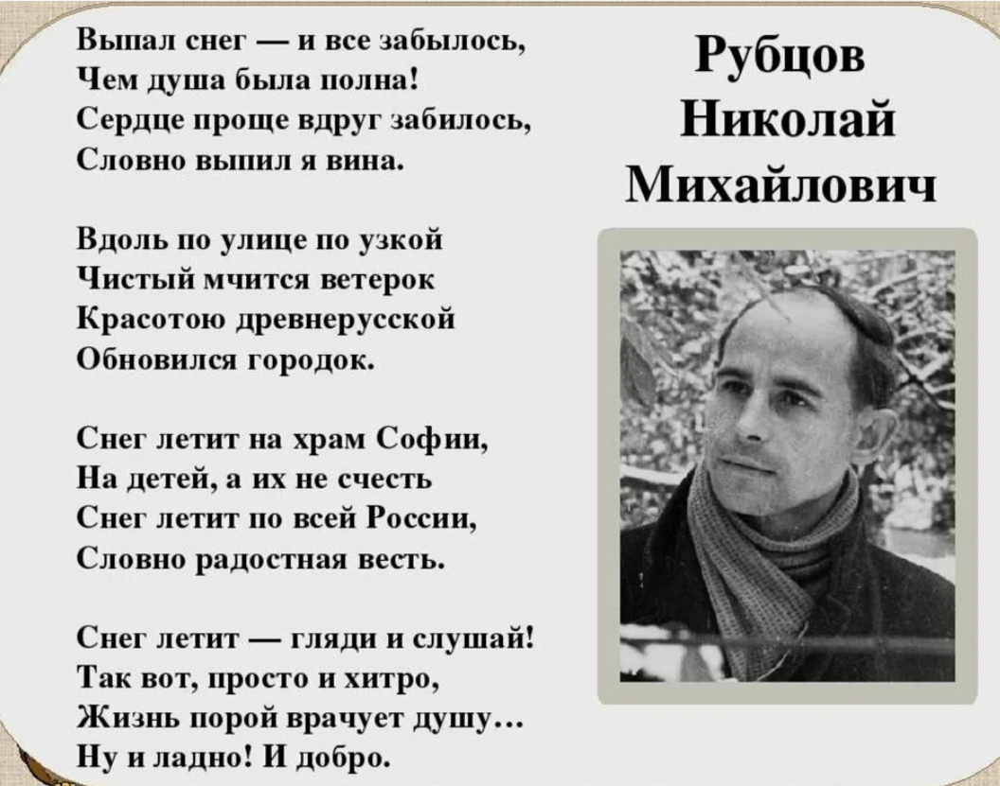 Выпал снег — и все забылось,
Чем душа была полна!
Сердце проще вдруг забилось,
Словно выпил я вина.
Вдоль по улице по узкой
Чистый мчится ветерок
Красотою древнерусской
Обновился городок.
Снег летит на храм Софии,
На детей, а их не счесть
Снег летит по всей России,
Словно радостная весть.
Снег летит — гляди и слушай!
Так вот, просто и хитро,
Жизнь порой врачует душу...
Ну и ладно! И добро.
Рубцов
Николай
Михайлович